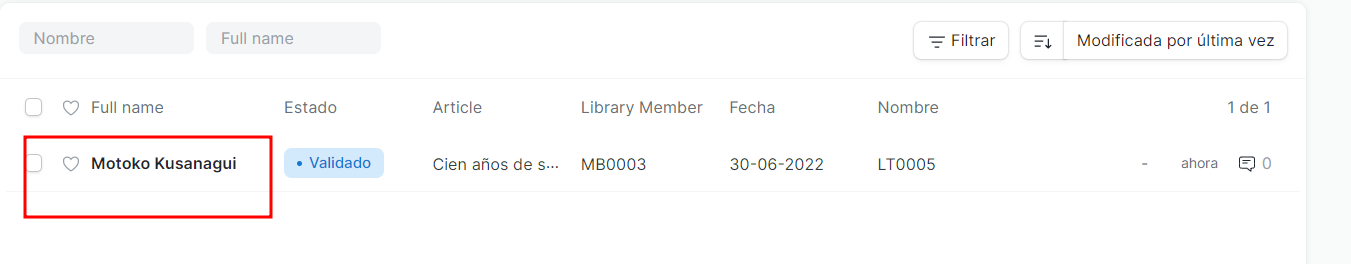 Nombre Full name Filtrar Modificada por última vez
Full name Estado Article Library Member Fecha Nombre 1 de 1
Motoko Kusanagui • Validado Cien años de s... MB0003 30-06-2022 LT0005 - ahora 0